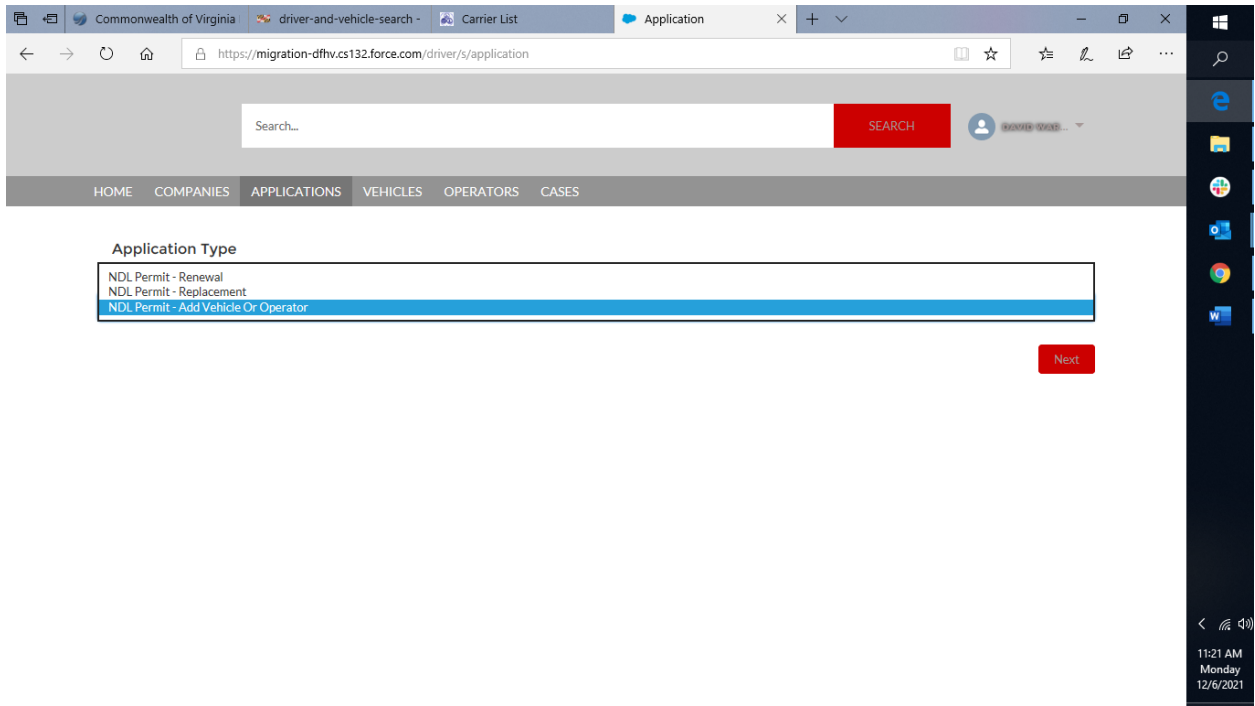 Commonwealth of Virginia
driver-and-vehicle-search -
Carrier List
Application
https://migration-dfhv.cs132.force.com/driver/s/application
Search...
SEARCH
HOME COMPANIES APPLICATIONS VEHICLES OPERATORS CASES
Application Type
NDL Permit - Renewal
NDL Permit - Replacement
NDL Permit - Add Vehicle Or Operator
Next
11:21 AM
Monday
12/6/2021